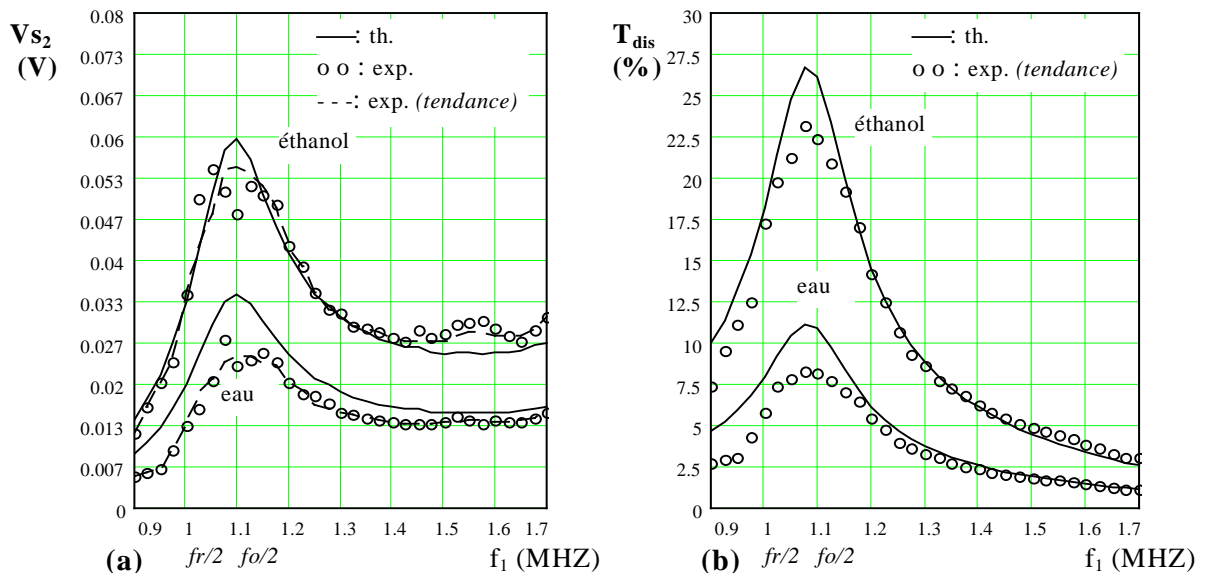 Vs₂
(V)
0.08
0.073
0.067
0.06
0.053
0.047
0.04
0.033
0.027
0.02
0.013
0.007
0
—: th.
o o : exp.
- - -: exp. (tendance)
éthanol
eau
0.9 1 1.1 1.2 1.3 1.4 1.5 1.6 1.7
(a) fr/2 fo/2 f₁ (MHZ)
T_dis
(%)
30
27.5
25
22.5
20
17.5
15
12.5
10
7.5
5
2.5
0
—: th.
o o : exp. (tendance)
éthanol
eau
0.9 1 1.1 1.2 1.3 1.4 1.5 1.6 1.7
(b) fr/2 fo/2 f₁ (MHZ)